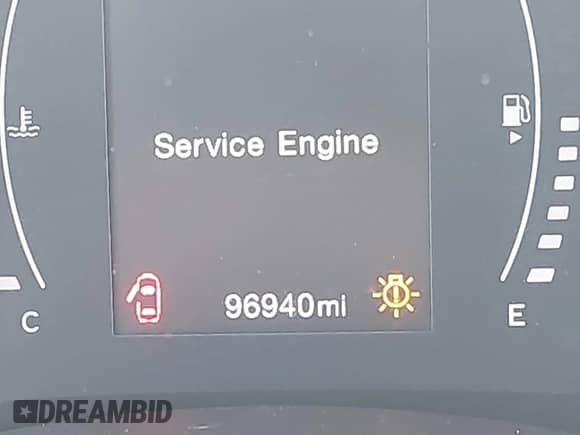 Service Engine
96940mi
C
E
DREAMBID